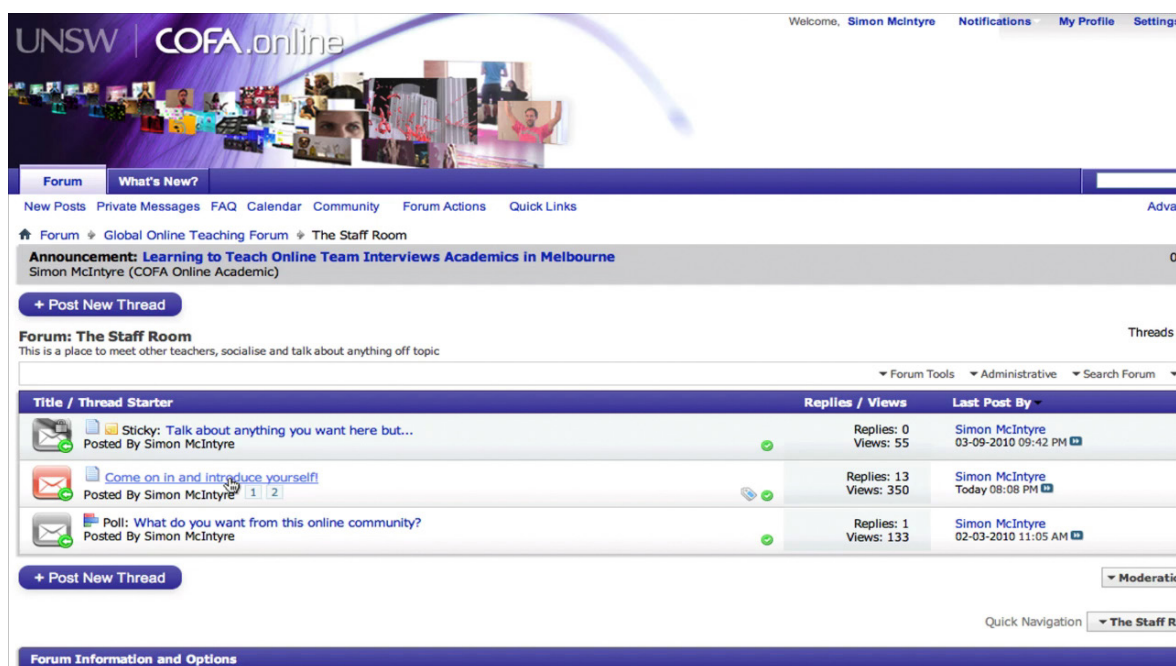 UNSW | COFA.online
Welcome, Simon McIntyre Notifications My Profile Settings
Forum What's New?
New Posts Private Messages FAQ Calendar Community Forum Actions Quick Links
Forum Global Online Teaching Forum The Staff Room
Announcement: Learning to Teach Online Team Interviews Academics in Melbourne
Simon McIntyre (COFA Online Academic)
+ Post New Thread
Forum: The Staff Room
Threads
This is a place to meet other teachers, socialise and talk about anything off topic
Forum Tools Administrative Search Forum
Title / Thread Starter Replies / Views Last Post By
Sticky: Talk about anything you want here but... Replies: 0 Simon McIntyre
Posted By Simon McIntyre Views: 55 03-09-2010 09:42 PM
Come on in and introduce yourself! Replies: 13 Simon McIntyre
Posted By Simon McIntyre 1 2 Views: 350 Today 08:08 PM
Poll: What do you want from this online community? Replies: 1 Simon McIntyre
Posted By Simon McIntyre Views: 133 02-03-2010 11:05 AM
+ Post New Thread
Quick Navigation The Staff R
Forum Information and Options